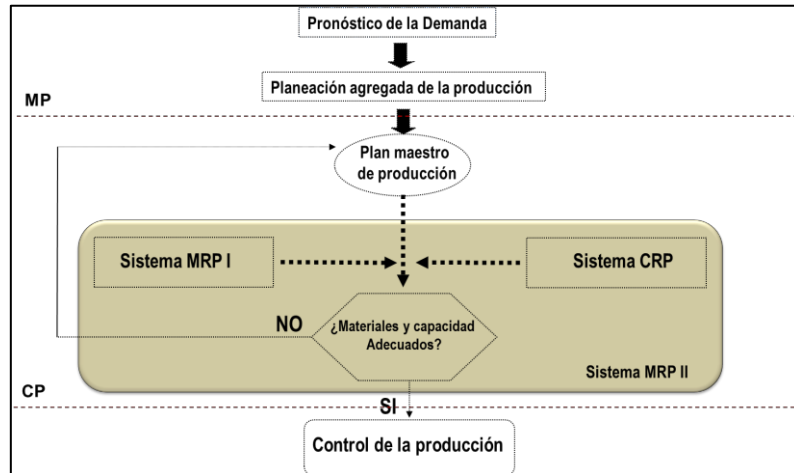 Pronóstico de la Demanda
Planeación agregada de la producción
MP
Plan maestro
de producción
Sistema MRP I
Sistema CRP
NO
¿Materiales y capacidad
Adecuados?
Sistema MRP II
CP
SI
Control de la producción